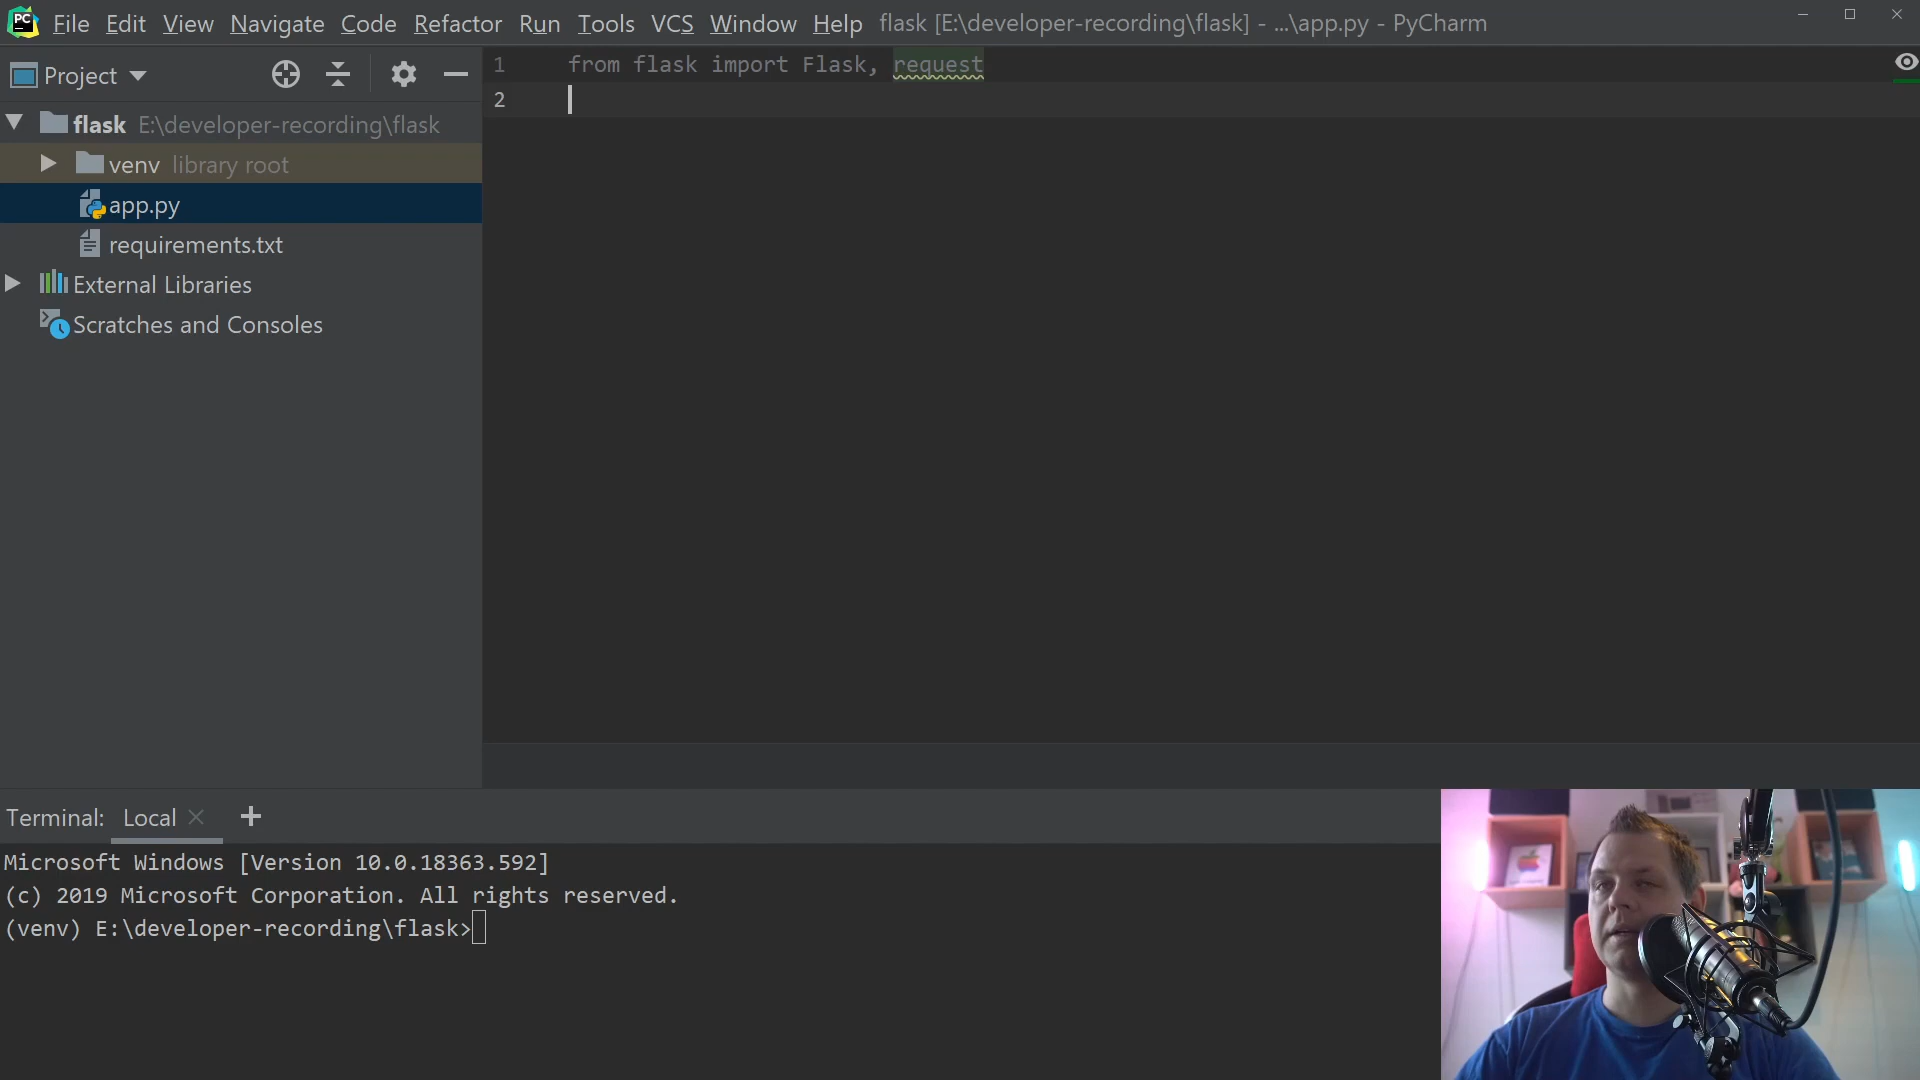 PC File Edit View Navigate Code Refactor Run Tools VCS Window Help flask [E:\developer-recording\flask] - ...\app.py - PyCharm
Project
1 from flask import Flask, request
2
flask E:\developer-recording\flask
venv library root
app.py
requirements.txt
External Libraries
Scratches and Consoles
Terminal: Local
Microsoft Windows [Version 10.0.18363.592]
(c) 2019 Microsoft Corporation. All rights reserved.
(venv) E:\developer-recording\flask>